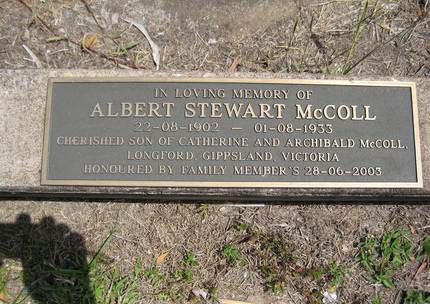 IN LOVING MEMORY OF
ALBERT STEWART McCOLL
22-08-1902 — 01-08-1933
CHERISHED SON OF CATHERINE AND ARCHIBALD McCOLL,
LONGFORD, GIPPSLAND, VICTORIA
HONOURED BY FAMILY MEMBER'S 28-06-2003